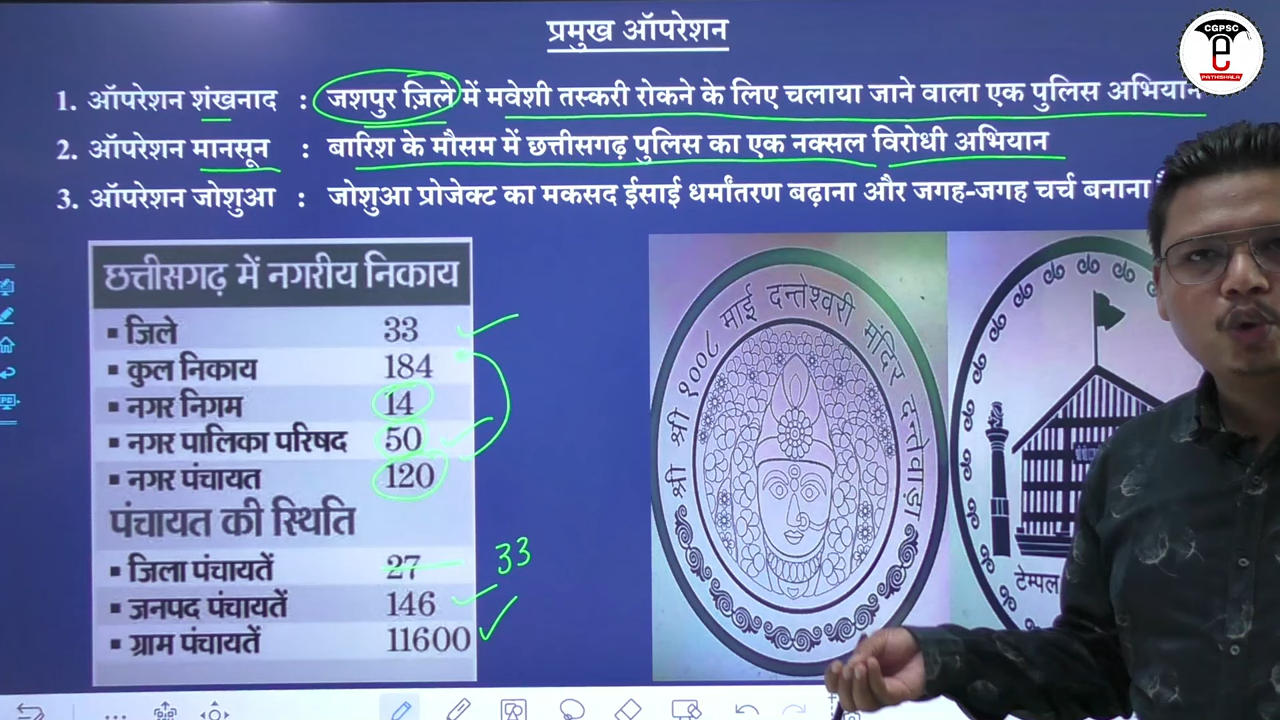 प्रमुख ऑपरेशन
CGPSC
e
PATHSHALA
1. ऑपरेशन शंखनाद : जशपुर ज़िले में मवेशी तस्करी रोकने के लिए चलाया जाने वाला एक पुलिस अभियान
2. ऑपरेशन मानसून : बारिश के मौसम में छत्तीसगढ़ पुलिस का एक नक्सल विरोधी अभियान
3. ऑपरेशन जोशुआ : जोशुआ प्रोजेक्ट का मकसद ईसाई धर्मांतरण बढ़ाना और जगह-जगह चर्च बनाना
छत्तीसगढ़ में नगरीय निकाय
▪ जिले 33
▪ कुल निकाय 184
▪ नगर निगम 14
▪ नगर पालिका परिषद 50
▪ नगर पंचायत 120
पंचायत की स्थिति
▪ जिला पंचायतें 27 33
▪ जनपद पंचायतें 146
▪ ग्राम पंचायतें 11600
श्री श्री १००८ माई दन्तेश्वरी मंदिर दन्तेवाड़ा
टेम्पल